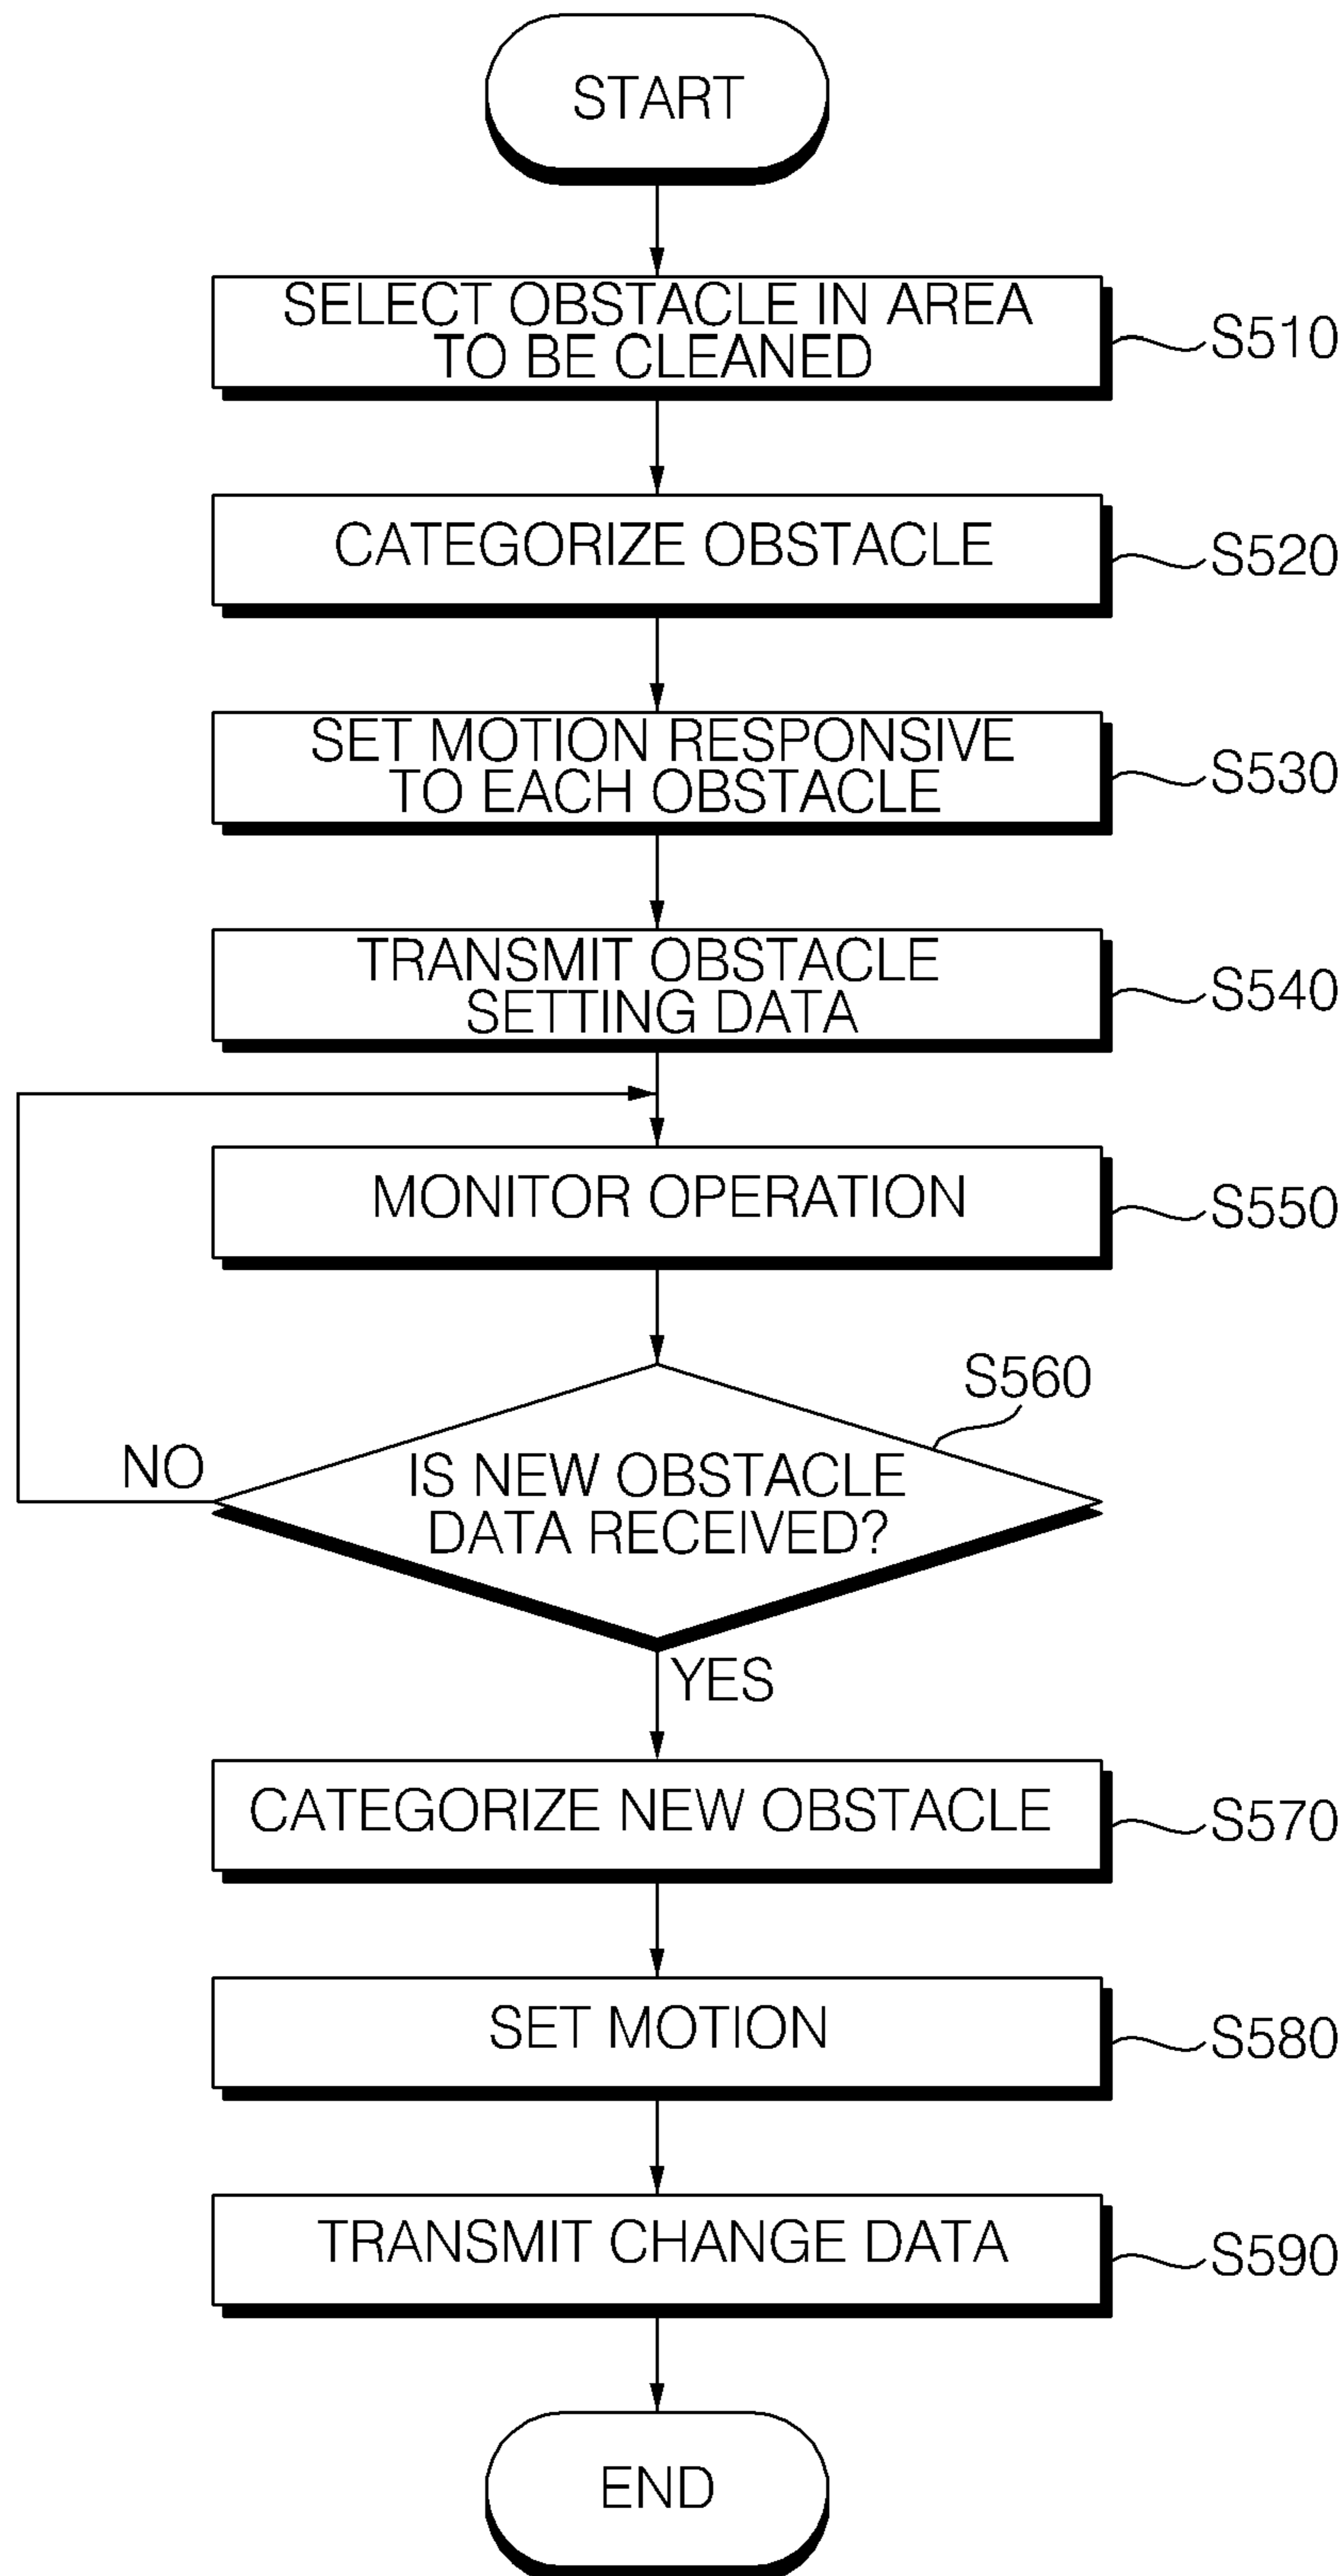 START
SELECT OBSTACLE IN AREA
TO BE CLEANED
S510
CATEGORIZE OBSTACLE
S520
SET MOTION RESPONSIVE
TO EACH OBSTACLE
S530
TRANSMIT OBSTACLE
SETTING DATA
S540
MONITOR OPERATION
S550
S560
NO
IS NEW OBSTACLE
DATA RECEIVED?
YES
CATEGORIZE NEW OBSTACLE
S570
SET MOTION
S580
TRANSMIT CHANGE DATA
S590
END